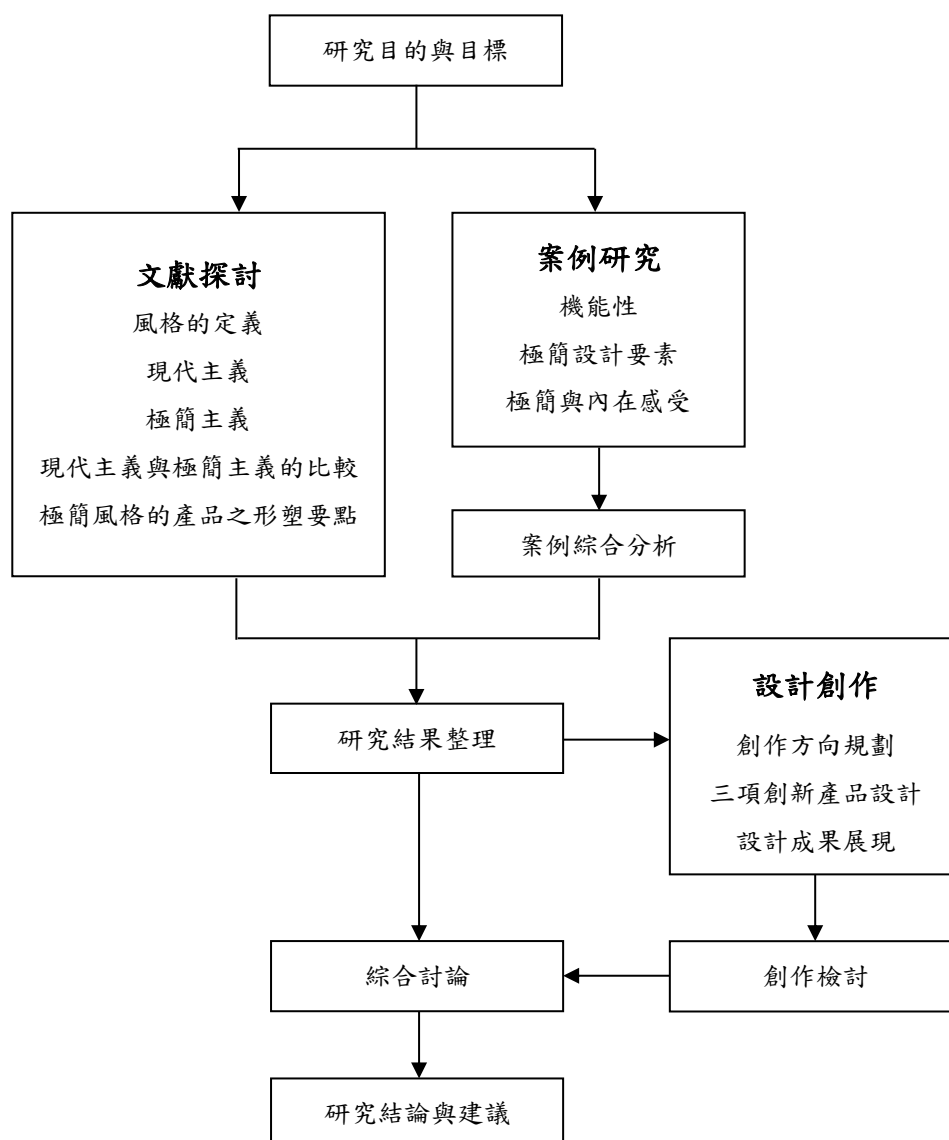 研究目的與目標
文獻探討
風格的定義
現代主義
極簡主義
現代主義與極簡主義的比較
極簡風格的產品之形塑要點
案例研究
機能性
極簡設計要素
極簡與內在感受
案例綜合分析
研究結果整理
設計創作
創作方向規劃
三項創新產品設計
設計成果展現
創作檢討
綜合討論
研究結論與建議